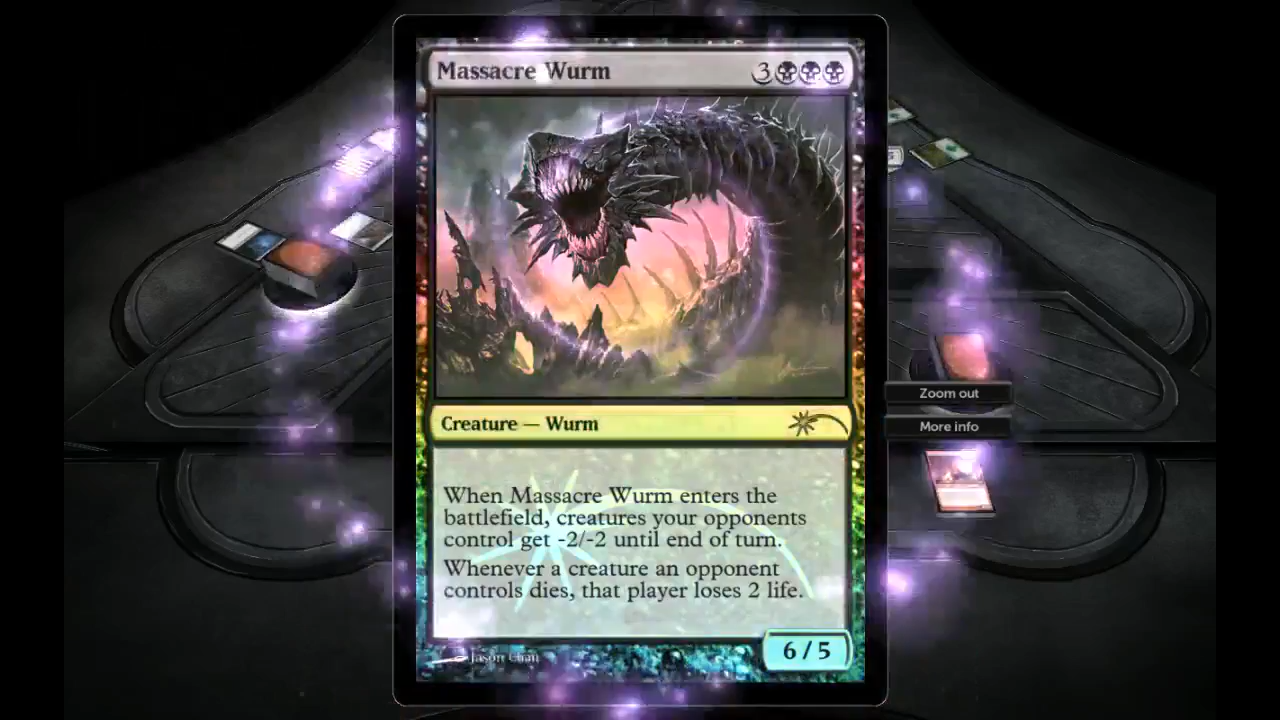 Massacre Wurm 3
Creature — Wurm
When Massacre Wurm enters the
battlefield, creatures your opponents
control get -2/-2 until end of turn.
Whenever a creature an opponent
controls dies, that player loses 2 life.
6 / 5
Jason Chan
Zoom out
More info